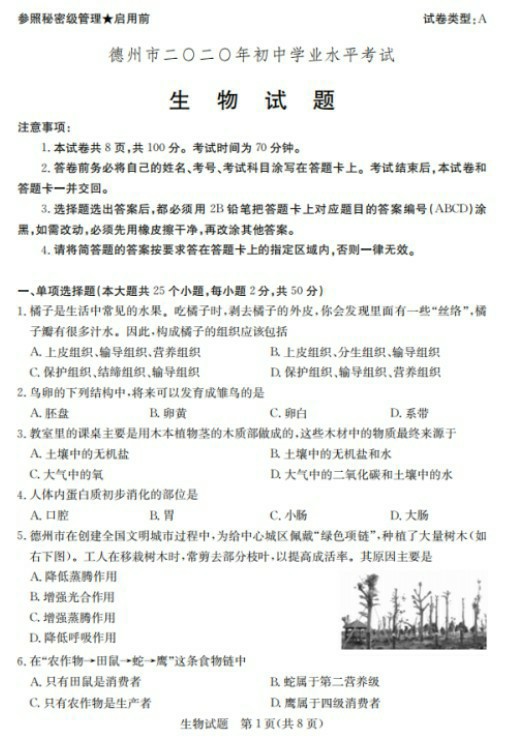 参照秘密级管理★启用前 试卷类型:A
德州市二〇二〇年初中学业水平考试
生 物 试 题
注意事项:
1. 本试卷共 8 页,共 100 分。考试时间为 70 分钟。
2. 答卷前务必将自己的姓名、考号、考试科目涂写在答题卡上。考试结束后,本试卷和
答题卡一并交回。
3. 选择题选出答案后,都必须用 2B 铅笔把答题卡上对应题目的答案编号(ABCD)涂
黑,如需改动,必须先用橡皮擦干净,再改涂其他答案。
4. 请将简答题的答案按要求答在答题卡上的指定区域内,否则一律无效。
一、单项选择题(本大题共 25 个小题,每小题 2 分,共 50 分)
1. 橘子是生活中常见的水果。吃橘子时,剥去橘子的外皮,你会发现里面有一些“丝络”,橘
子瓣有很多汁水。因此,构成橘子的组织应该包括
A. 上皮组织、输导组织、营养组织 B. 上皮组织、分生组织、输导组织
C. 保护组织、结缔组织、输导组织 D. 保护组织、输导组织、营养组织
2. 鸟卵的下列结构中,将来可以发育成雏鸟的是
A. 胚盘 B. 卵黄 C. 卵白 D. 系带
3. 教室里的课桌主要是用木本植物茎的木质部做成的,这些木材中的物质最终来源于
A. 土壤中的无机盐 B. 土壤中的无机盐和水
C. 大气中的氧 D. 大气中的二氧化碳和土壤中的水
4. 人体内蛋白质初步消化的部位是
A. 口腔 B. 胃 C. 小肠 D. 大肠
5. 德州市在创建全国文明城市过程中,为给中心城区佩戴“绿色项链”,种植了大量树木(如
右下图)。工人在移栽树木时,常剪去部分枝叶,以提高成活率。其原因主要是
A. 降低蒸腾作用
B. 增强光合作用
C. 增强蒸腾作用
D. 降低呼吸作用
6. 在“农作物→田鼠→蛇→鹰”这条食物链中
A. 只有田鼠是消费者 B. 蛇属于第二营养级
C. 只有农作物是生产者 D. 鹰属于四级消费者
生物试题 第 1 页(共 8 页)